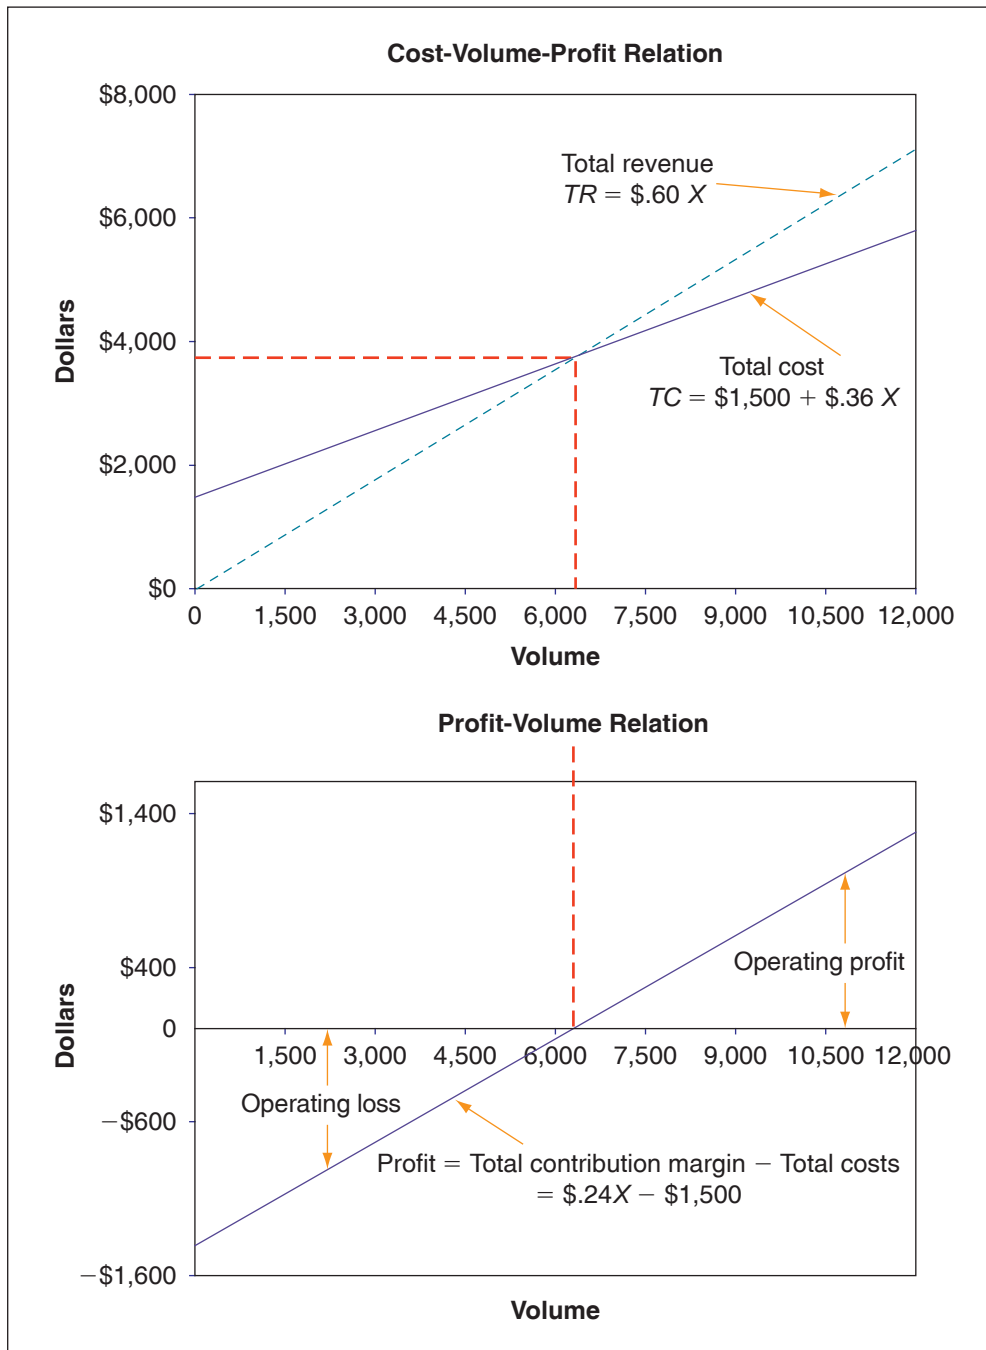 Cost-Volume-Profit Relation
$8,000
$6,000
$4,000
$2,000
$0
Dollars
Total revenue
TR = $.60 X
Total cost
TC = $1,500 + $.36 X
0 1,500 3,000 4,500 6,000 7,500 9,000 10,500 12,000
Volume
Profit-Volume Relation
$1,400
$400
0
−$600
−$1,600
Dollars
Operating profit
1,500 3,000 4,500 6,000 7,500 9,000 10,500 12,000
Operating loss
Profit = Total contribution margin − Total costs
= $.24X − $1,500
Volume